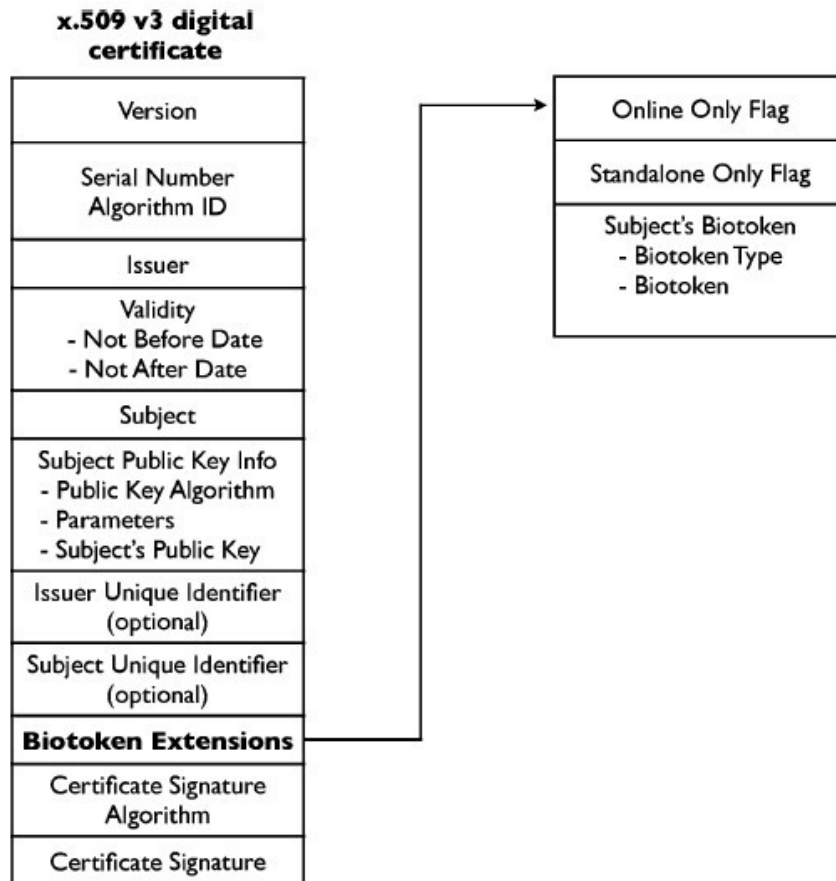 x.509 v3 digital
certificate
Version
Serial Number
Algorithm ID
Issuer
Validity
- Not Before Date
- Not After Date
Subject
Subject Public Key Info
- Public Key Algorithm
- Parameters
- Subject's Public Key
Issuer Unique Identifier
(optional)
Subject Unique Identifier
(optional)
Biotoken Extensions
Certificate Signature
Algorithm
Certificate Signature
Online Only Flag
Standalone Only Flag
Subject's Biotoken
- Biotoken Type
- Biotoken